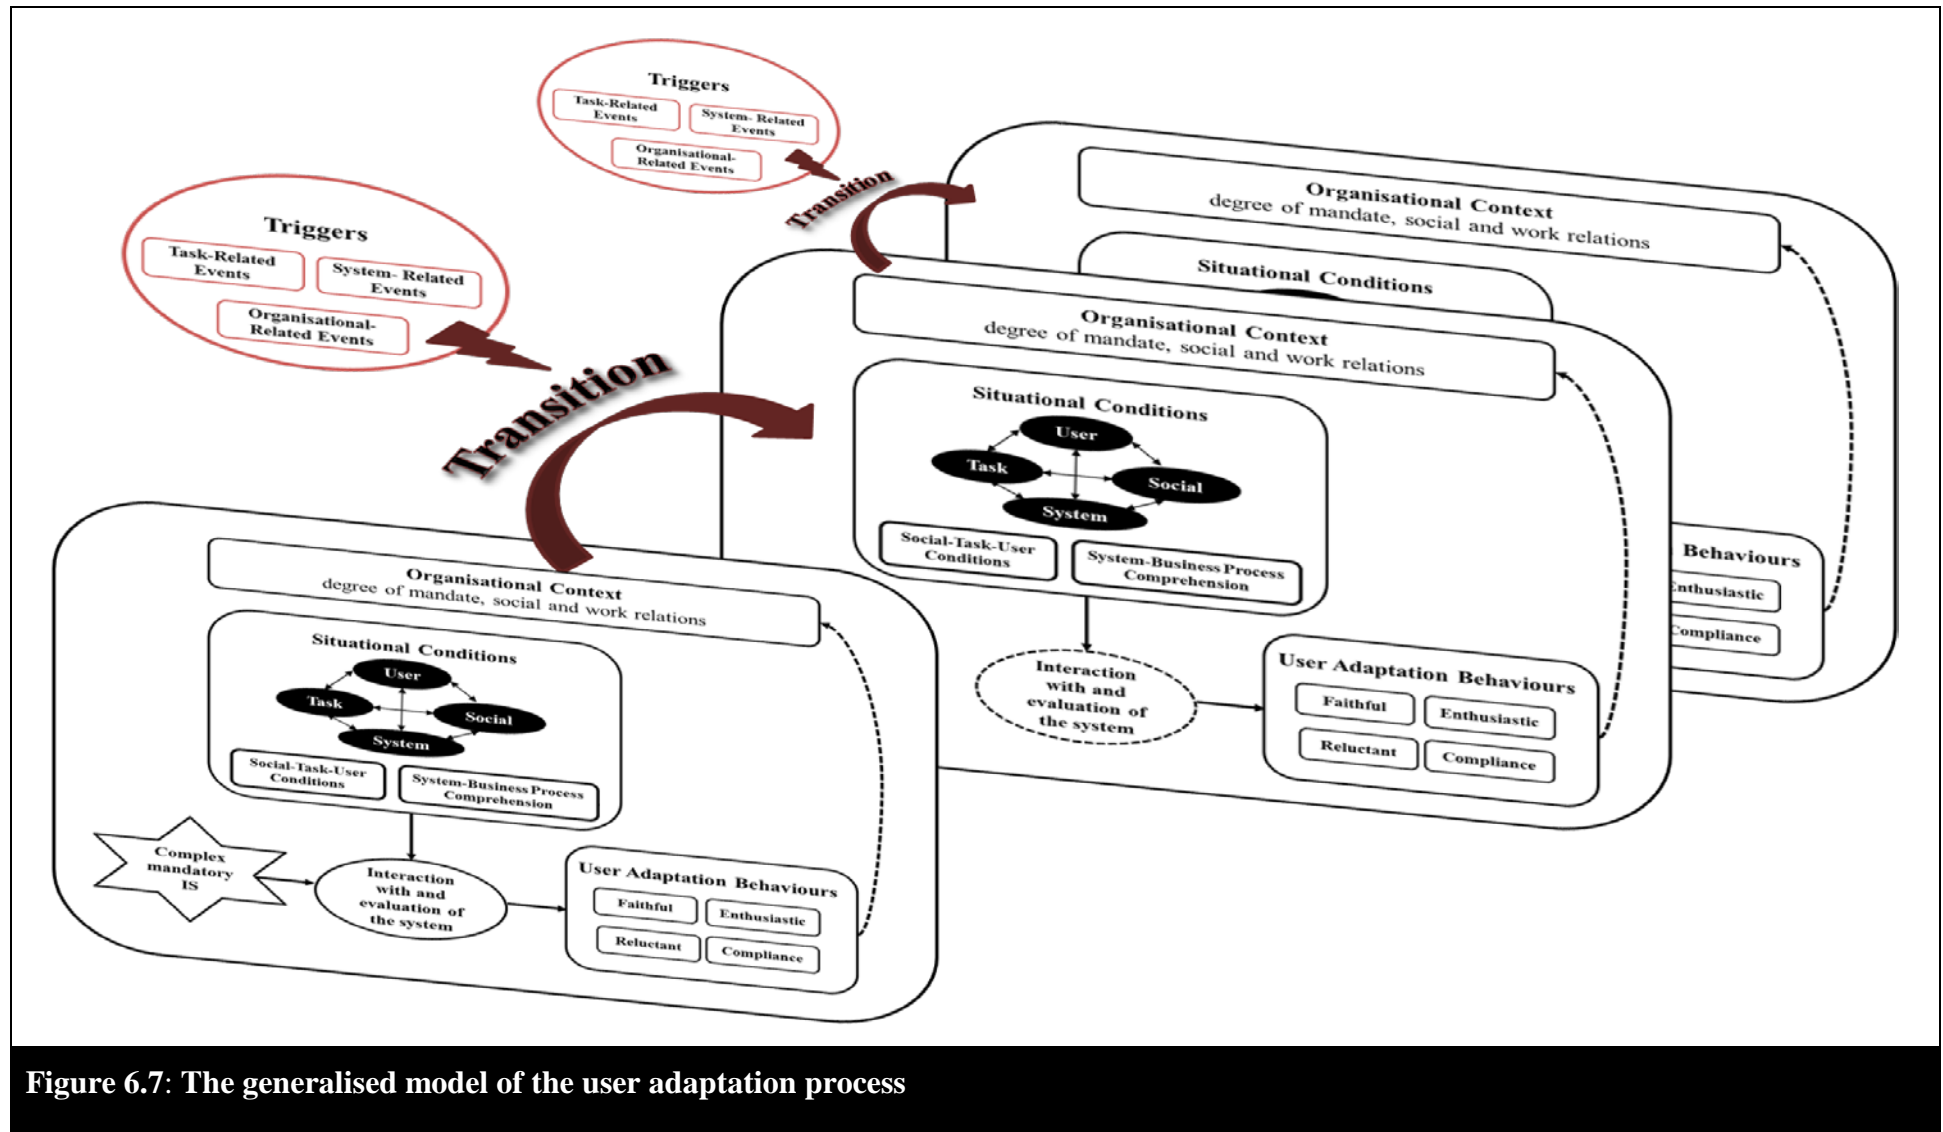 Triggers
Task-Related
Events
System- Related
Events
Organisational-
Related Events
Transition
Organisational Context
degree of mandate, social and work relations
Situational Conditions
Behaviours
Enthusiastic
Compliance
Triggers
Task-Related
Events
System- Related
Events
Organisational-
Related Events
Transition
Organisational Context
degree of mandate, social and work relations
Situational Conditions
User
Task
Social
System
Social-Task-User
Conditions
System-Business Process
Comprehension
Interaction
with and
evaluation of
the system
User Adaptation Behaviours
Faithful
Enthusiastic
Reluctant
Compliance
Organisational Context
degree of mandate, social and work relations
Situational Conditions
User
Task
Social
System
Social-Task-User
Conditions
System-Business Process
Comprehension
Complex
mandatory
IS
Interaction
with and
evaluation of
the system
User Adaptation Behaviours
Faithful
Enthusiastic
Reluctant
Compliance
Figure 6.7: The generalised model of the user adaptation process